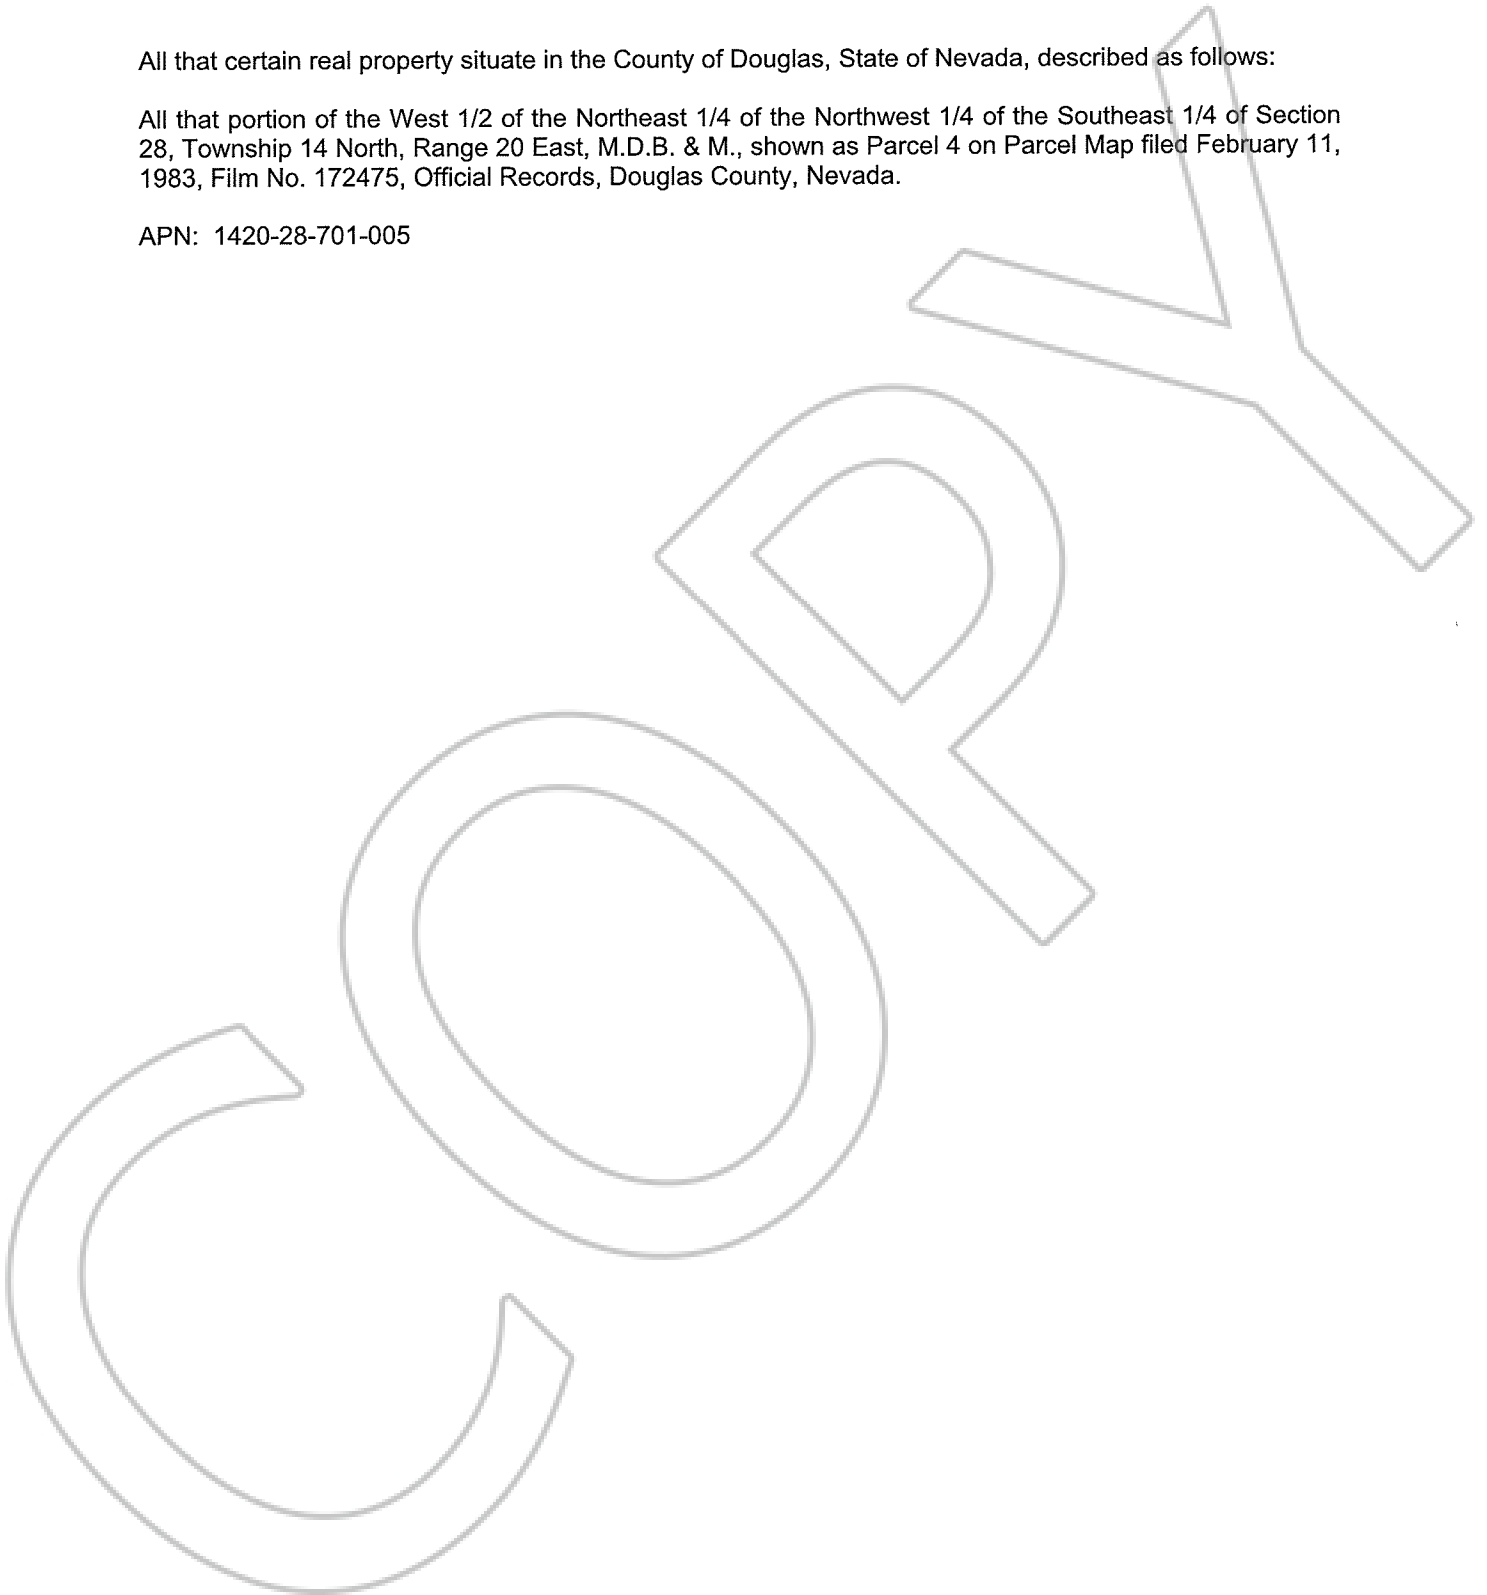 All that certain real property situate in the County of Douglas, State of Nevada, described as follows:
All that portion of the West 1/2 of the Northeast 1/4 of the Northwest 1/4 of the Southeast 1/4 of Section
28, Township 14 North, Range 20 East, M.D.B. & M., shown as Parcel 4 on Parcel Map filed February 11,
1983, Film No. 172475, Official Records, Douglas County, Nevada.
APN: 1420-28-701-005
COPY